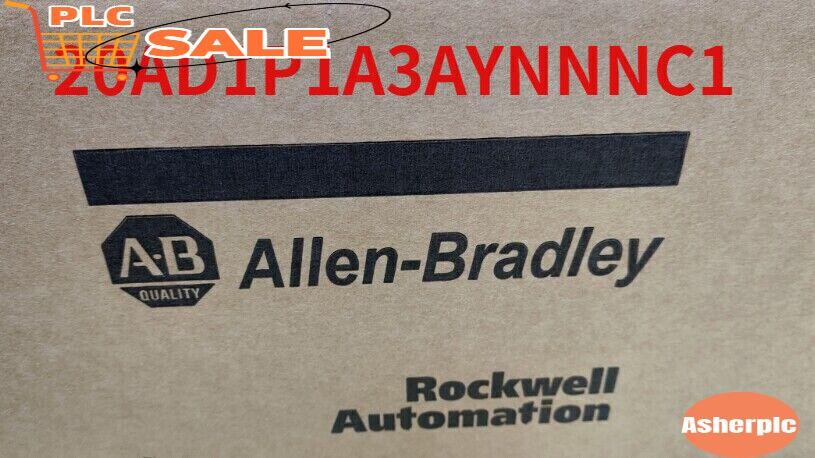 PLC
SALE
20AD1P1A3AYNNNC1
A-B
QUALITY
Allen-Bradley
Rockwell
Automation
Asherplc